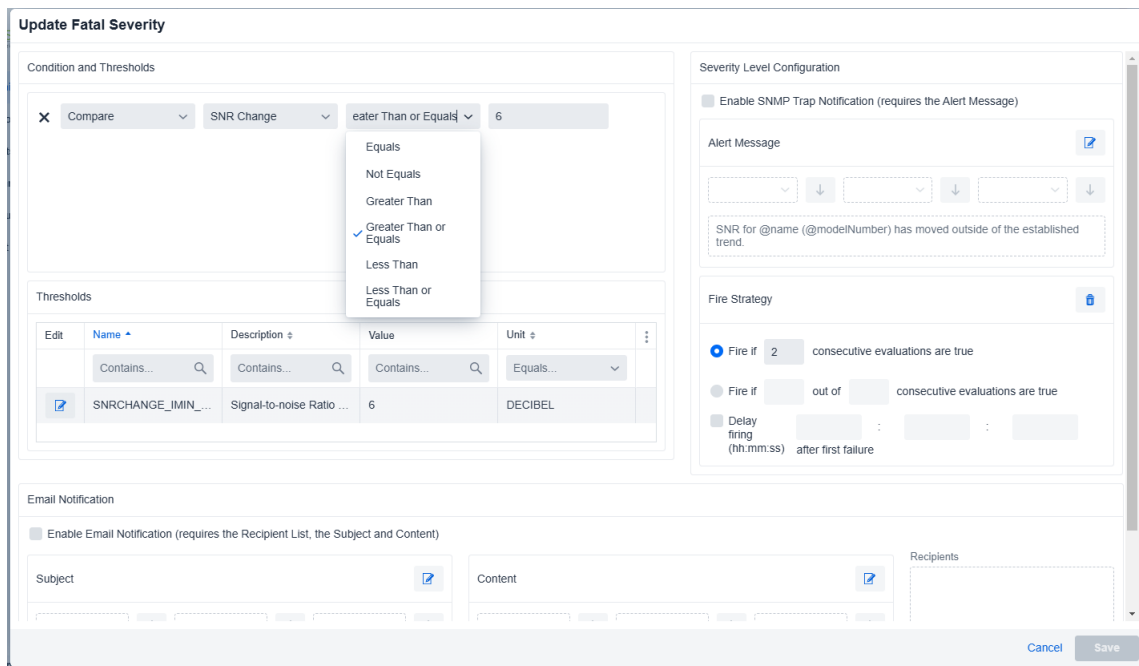 Update Fatal Severity
Condition and Thresholds
Compare
SNR Change
eater Than or Equals
6
Equals
Not Equals
Greater Than
Greater Than or
Equals
Less Than
Less Than or
Equals
Thresholds
Edit
Name
Description
Value
Unit
Contains...
Contains...
Contains...
Equals...
SNRCHANGE_IMIN_...
Signal-to-noise Ratio ...
6
DECIBEL
Severity Level Configuration
Enable SNMP Trap Notification (requires the Alert Message)
Alert Message
SNR for @name (@modelNumber) has moved outside of the established
trend.
Fire Strategy
Fire if 2 consecutive evaluations are true
Fire if out of consecutive evaluations are true
Delay
firing
(hh:mm:ss) : :
after first failure
Email Notification
Enable Email Notification (requires the Recipient List, the Subject and Content)
Subject
Content
Recipients
Cancel
Save